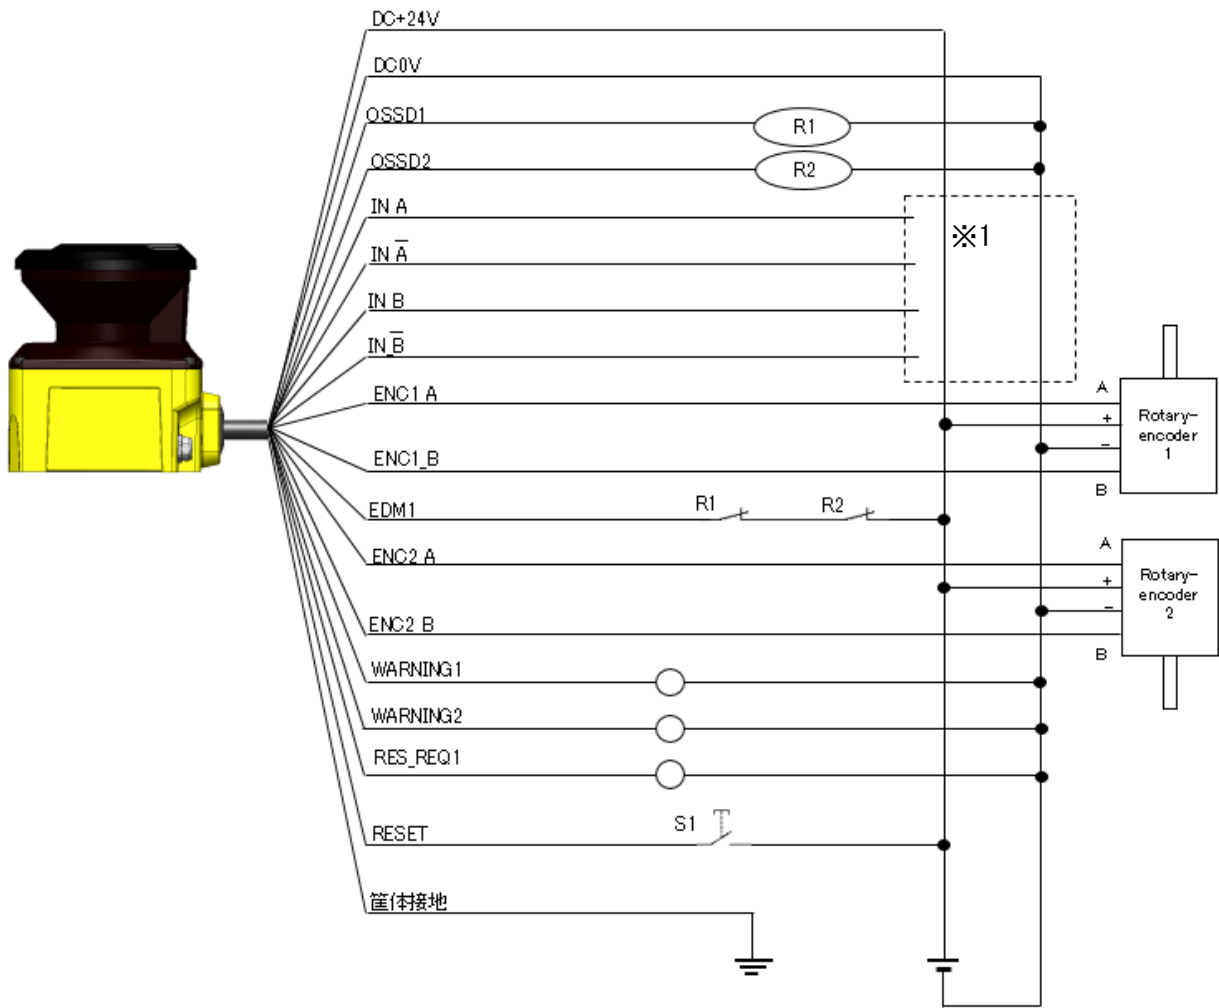 DC+24V
DC0V
OSSD1
R1
OSSD2
R2
IN A
※1
IN A̅
IN B
IN_B̅
ENC1 A
A
+
Rotary-
encoder
1
−
ENC1_B
B
EDM1
R1
R2
ENC2 A
A
+
Rotary-
encoder
2
−
ENC2 B
B
WARNING1
WARNING2
RES_REQ1
RESET
S1
筐体接地